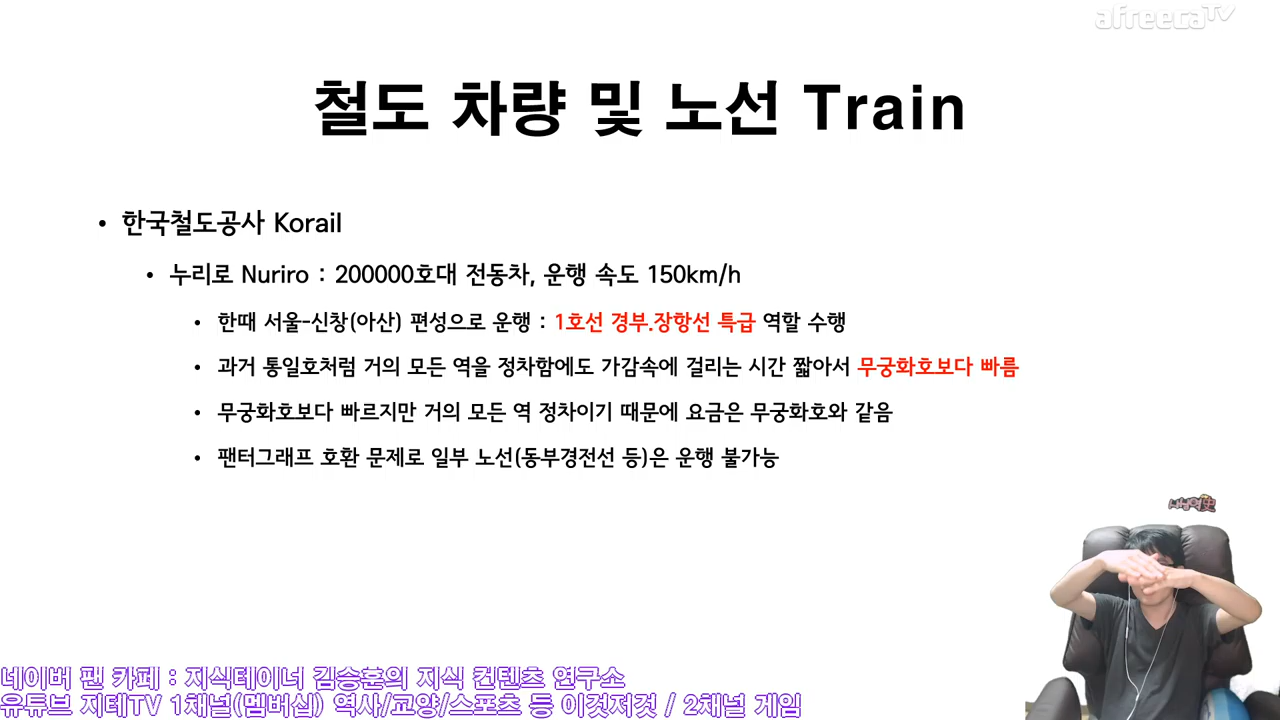 afreecaTV
철도 차량 및 노선 Train
• 한국철도공사 Korail
• 누리로 Nuriro : 200000호대 전동차, 운행 속도 150km/h
• 한때 서울-신창(아산) 편성으로 운행 : 1호선 경부.장항선 특급 역할 수행
• 과거 통일호처럼 거의 모든 역을 정차함에도 가감속에 걸리는 시간 짧아서 무궁화호보다 빠름
• 무궁화호보다 빠르지만 거의 모든 역 정차이기 때문에 요금은 무궁화호와 같음
• 팬터그래프 호환 문제로 일부 노선(동부경전선 등)은 운행 불가능
네이버 팬 카페 : 지식테이너 김승훈의 지식 컨텐츠 연구소
유튜브 지테TV 1채널(멤버십) 역사/교양/스포츠 등 이것저것 / 2채널 게임